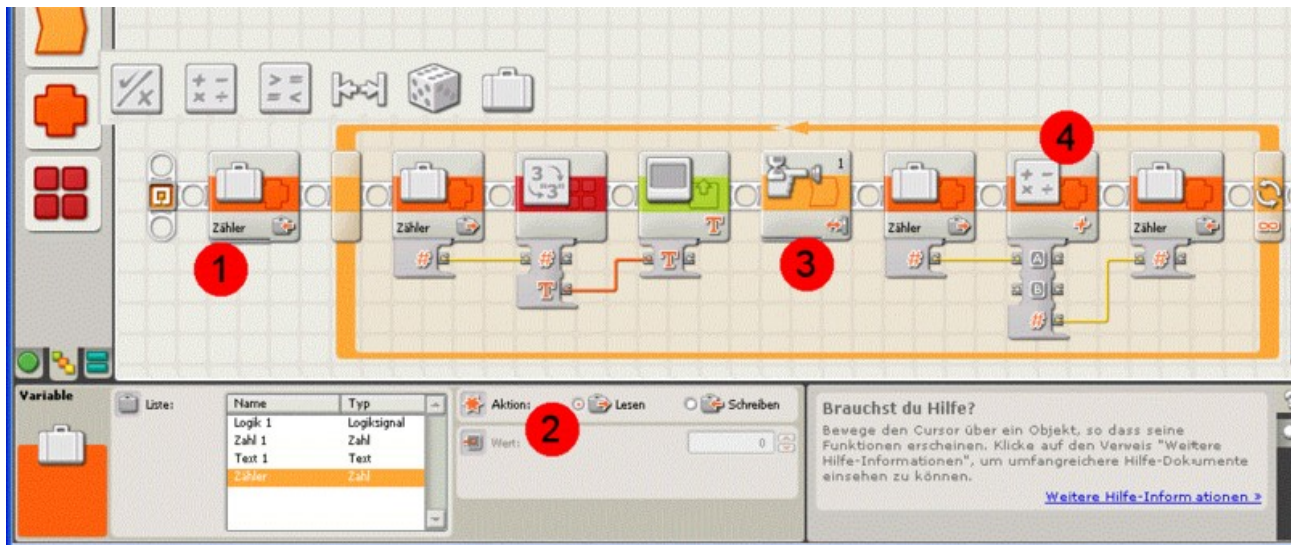 4
1
3
"3"
Zähler
Zähler
Zähler
Zähler
#
#
T
T
T
#
A
B
#
#
1
3
Variable
Liste:
Name Typ
Logik 1 Logiksignal
Zahl 1 Zahl
Text 1 Text
Zähler Zahl
Aktion: Lesen Schreiben
2
Wert: 0
Brauchst du Hilfe?
Bewege den Cursor über ein Objekt, so dass seine
Funktionen erscheinen. Klicke auf den Verweis "Weitere
Hilfe-Informationen", um umfangreichere Hilfe-Dokumente
einsehen zu können.
Weitere Hilfe-Informationen »